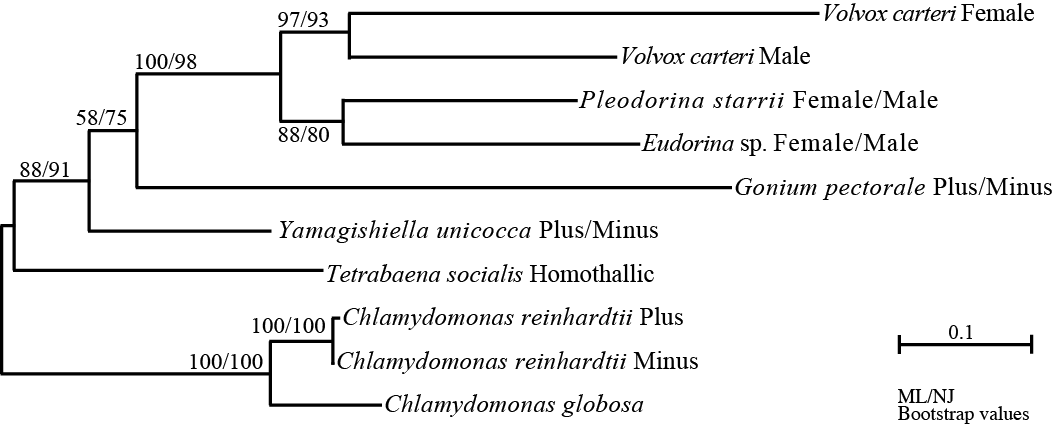 97/93
Volvox carteri Female
100/98
Volvox carteri Male
Pleodorina starrii Female/Male
58/75
88/80
Eudorina sp. Female/Male
88/91
Gonium pectorale Plus/Minus
Yamagishiella unicocca Plus/Minus
Tetrabaena socialis Homothallic
100/100
Chlamydomonas reinhardtii Plus
0.1
100/100
Chlamydomonas reinhardtii Minus
Chlamydomonas globosa
ML/NJ
Bootstrap values